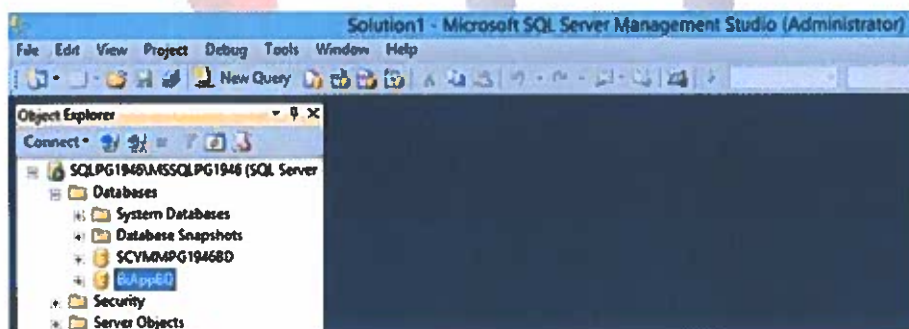 Solution1 - Microsoft SQL Server Management Studio (Administrator)
File Edit View Project Debug Tools Window Help
New Query
Object Explorer
Connect
SQLPG1946\MSSQLPG1946 (SQL Server
Databases
System Databases
Database Snapshots
SCVMMPG1946BD
Security
Server Objects